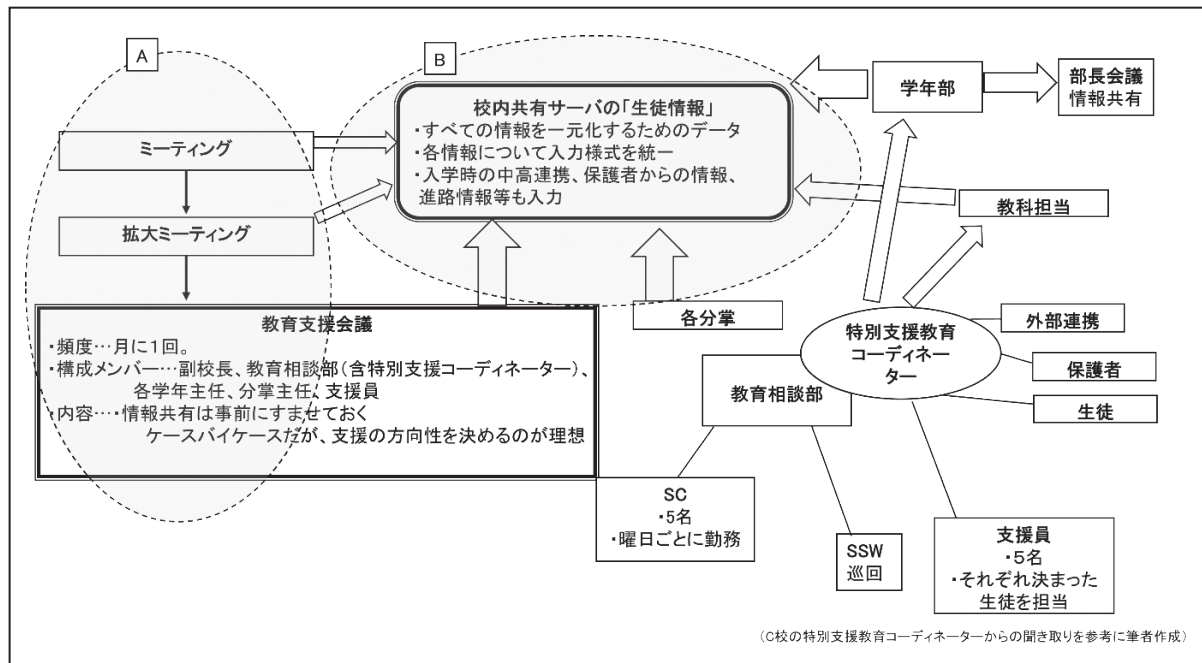 A
B
校内共有サーバの「生徒情報」
・すべての情報を一元化するためのデータ
・各情報について入力様式を統一
・入学時の中高連携、保護者からの情報、
進路情報等も入力
学年部
部長会議
情報共有
ミーティング
拡大ミーティング
教科担当
教育支援会議
・頻度…月に1回。
・構成メンバー…副校長、教育相談部(含特別支援コーディネーター)、
各学年主任、分掌主任、支援員
・内容…・情報共有は事前にすませておく
ケースバイケースだが、支援の方向性を決めるのが理想
各分掌
特別支援教育
コーディネー
ター
教育相談部
外部連携
保護者
生徒
SC
・5名
・曜日ごとに勤務
SSW
巡回
支援員
・5名
・それぞれ決まった
生徒を担当
(C校の特別支援教育コーディネーターからの聞き取りを参考に筆者作成)